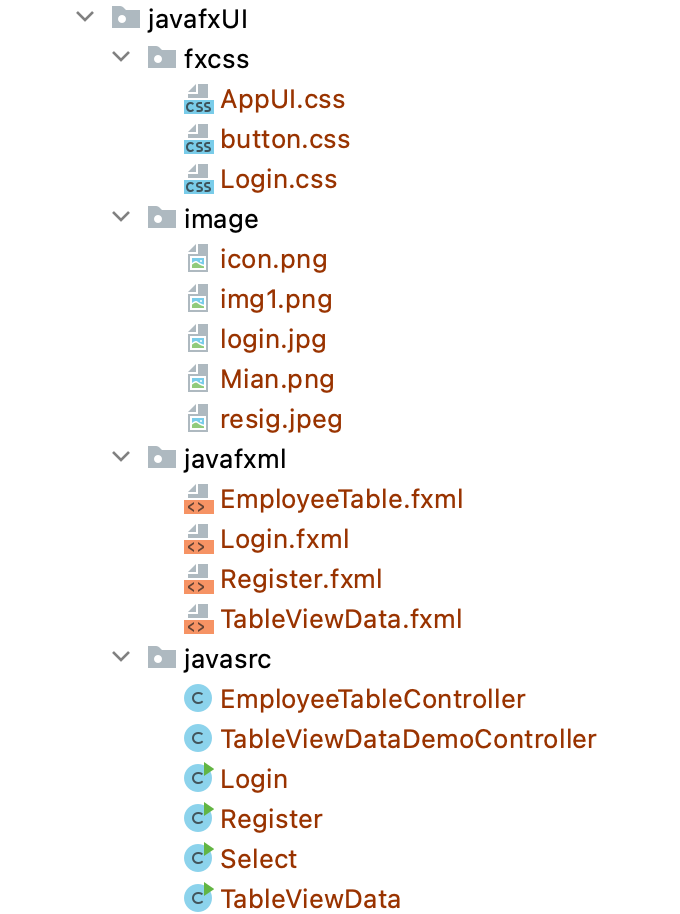 javafxUI
fxcss
CSS AppUI.css
CSS button.css
CSS Login.css
image
icon.png
img1.png
login.jpg
Mian.png
resig.jpeg
javafxml
<> EmployeeTable.fxml
<> Login.fxml
<> Register.fxml
<> TableViewData.fxml
javasrc
C EmployeeTableController
C TableViewDataDemoController
C Login
C Register
C Select
C TableViewData